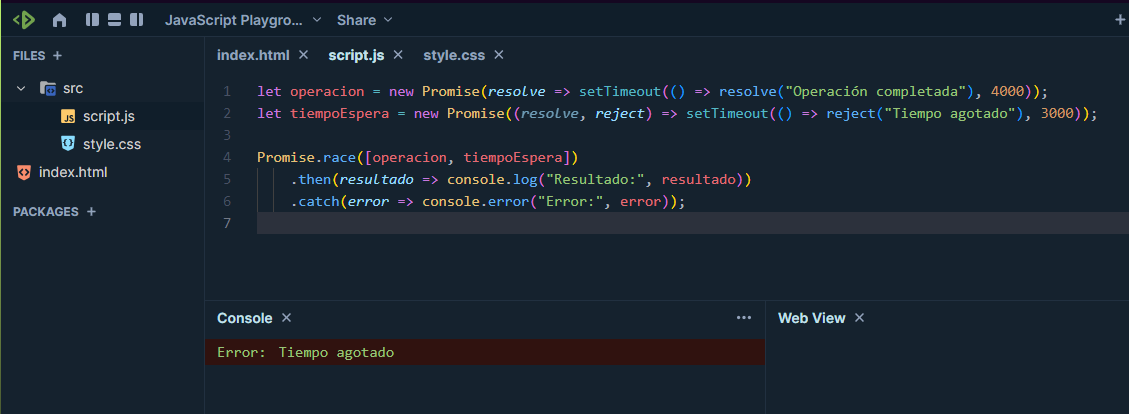 JavaScript Playgro... Share +
FILES +
src
JS script.js
style.css
index.html
PACKAGES +
index.html × script.js × style.css ×
1 let operacion = new Promise(resolve => setTimeout(() => resolve("Operación completada"), 4000));
2 let tiempoEspera = new Promise((resolve, reject) => setTimeout(() => reject("Tiempo agotado"), 3000));
3
4 Promise.race([operacion, tiempoEspera])
5 .then(resultado => console.log("Resultado:", resultado))
6 .catch(error => console.error("Error:", error));
7
Console × ...
Error: Tiempo agotado
Web View ×